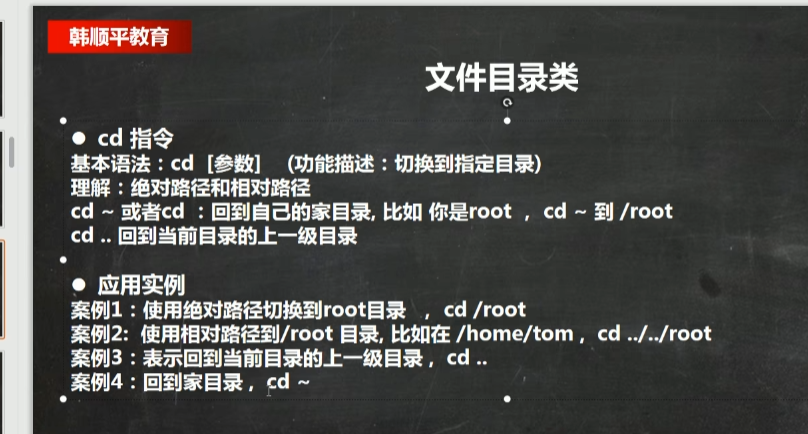 韩顺平教育
文件目录类
● cd 指令
基本语法：cd [参数] (功能描述：切换到指定目录)
理解：绝对路径和相对路径
cd ~ 或者cd ：回到自己的家目录, 比如 你是root ， cd ~ 到 /root
cd .. 回到当前目录的上一级目录
● 应用实例
案例1：使用绝对路径切换到root目录 ，cd /root
案例2: 使用相对路径到/root 目录, 比如在 /home/tom ，cd ../../root
案例3：表示回到当前目录的上一级目录，cd ..
案例4：回到家目录，cd ~